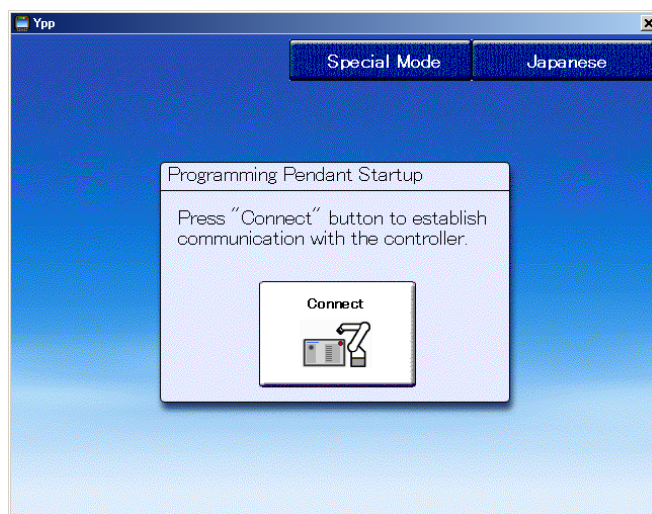 Ypp
Special Mode
Japanese
Programming Pendant Startup
Press "Connect" button to establish
communication with the controller.
Connect